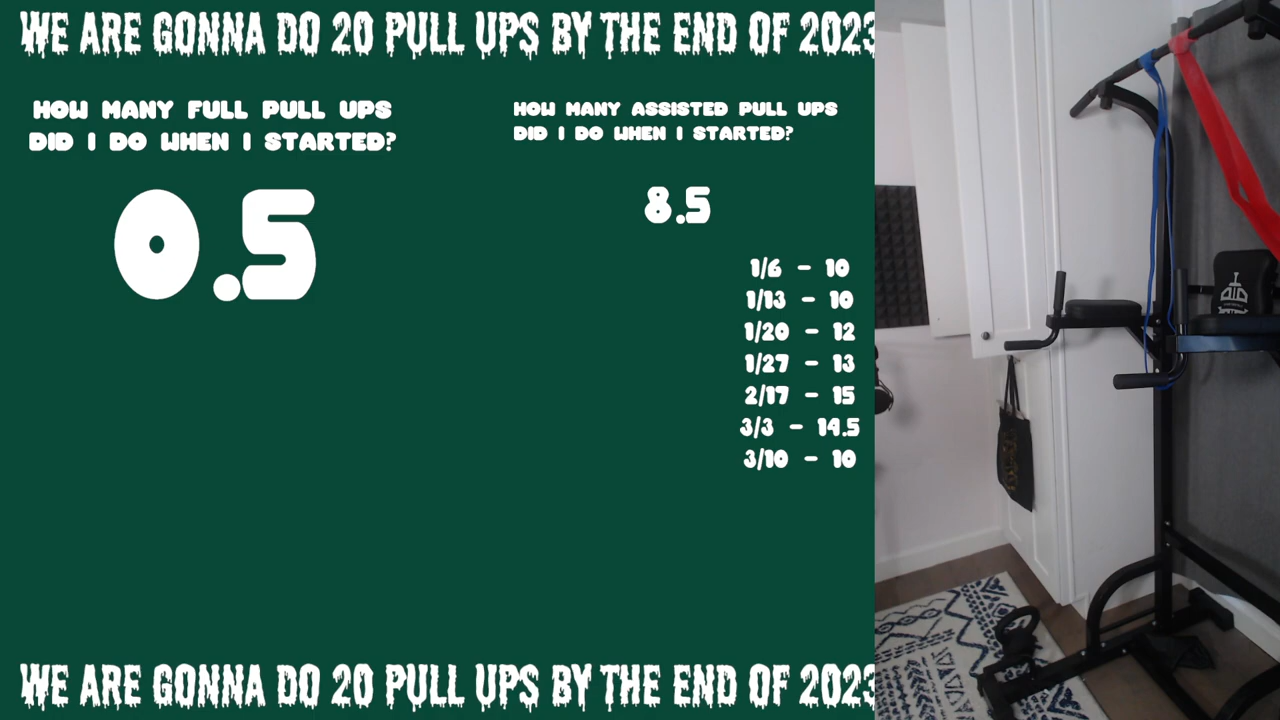 WE ARE GONNA DO 20 PULL UPS BY THE END OF 2023
HOW MANY FULL PULL UPS
DID I DO WHEN I STARTED?
0.5
HOW MANY ASSISTED PULL UPS
DID I DO WHEN I STARTED?
8.5
1/6 - 10
1/13 - 10
1/20 - 12
1/27 - 13
2/17 - 15
3/3 - 14.5
3/10 - 10
WE ARE GONNA DO 20 PULL UPS BY THE END OF 2023